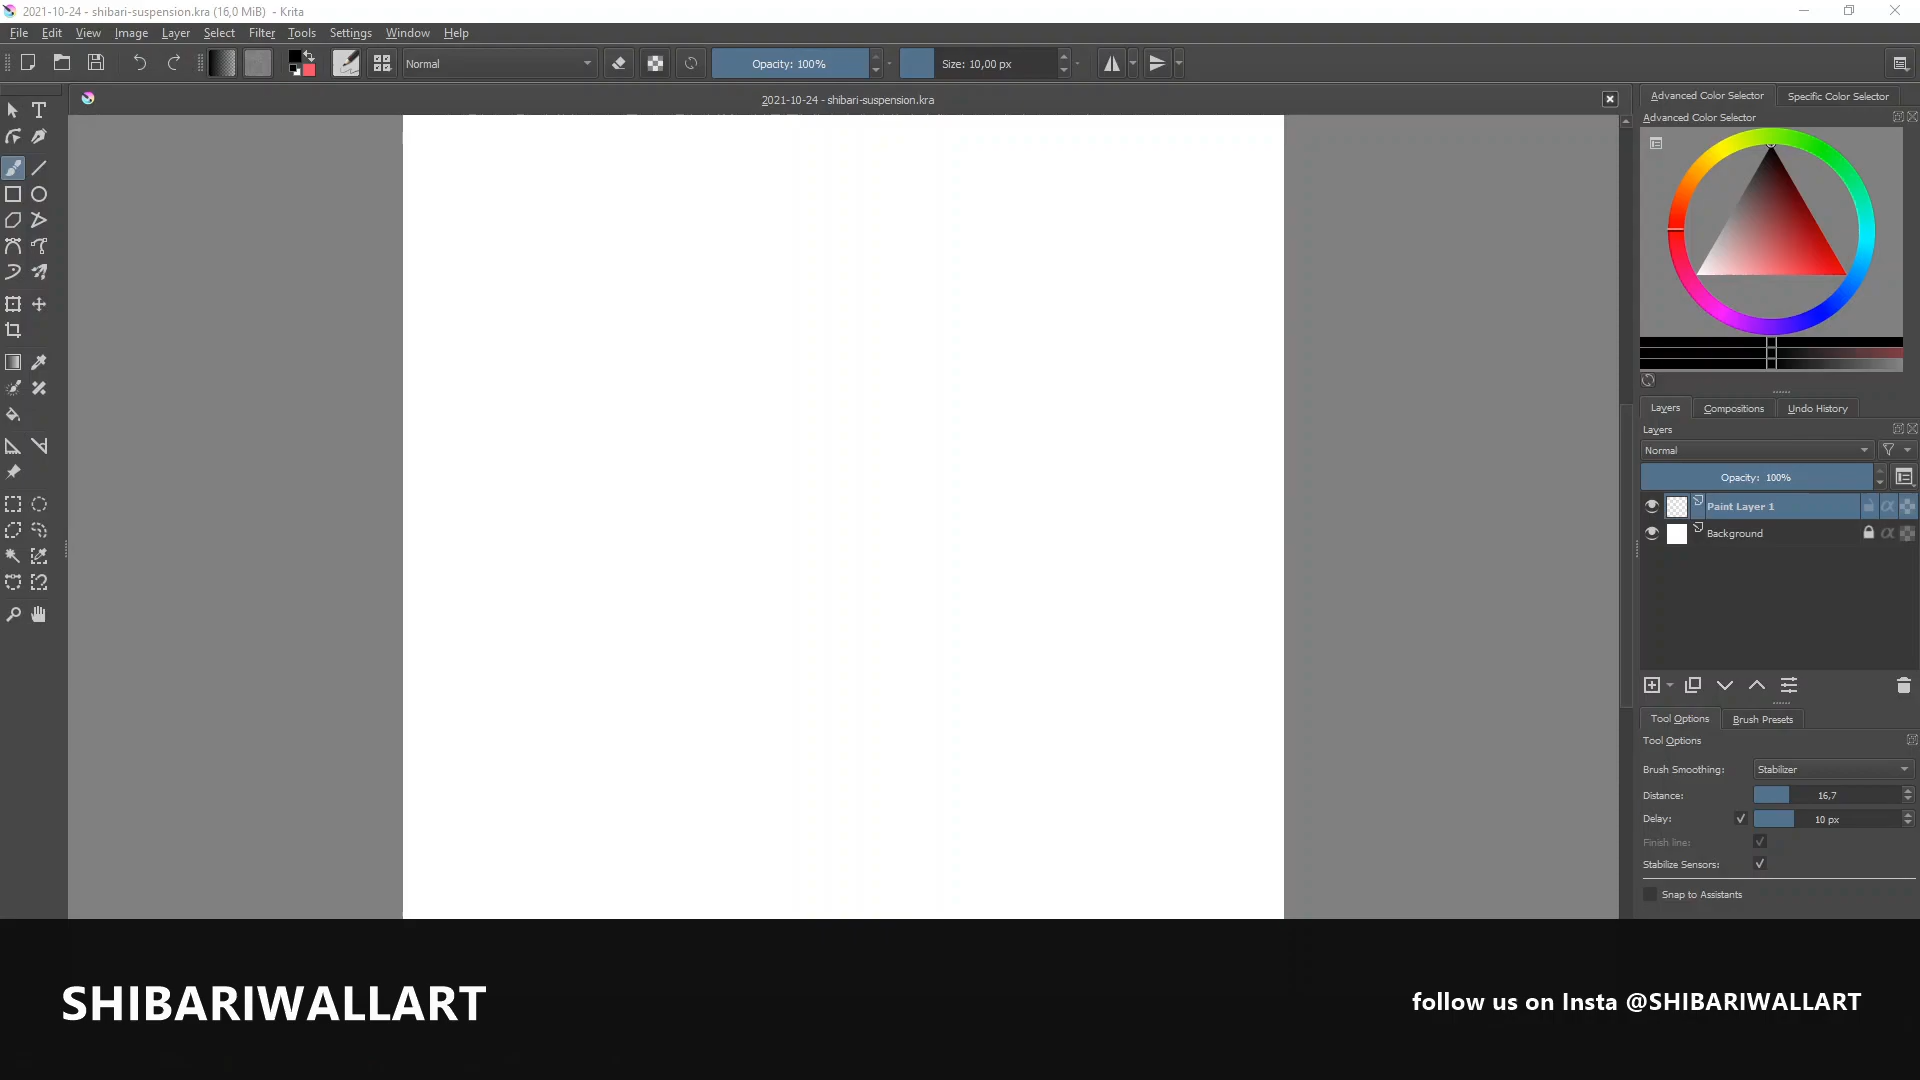 2021-10-24 - shibari-suspension.kra (16,0 MiB) - Krita
File Edit View Image Layer Select Filter Tools Settings Window Help
Normal
Opacity: 100%
Size: 10,00 px
2021-10-24 - shibari-suspension.kra
Advanced Color Selector
Specific Color Selector
Advanced Color Selector
Layers
Compositions
Undo History
Layers
Normal
Opacity: 100%
Paint Layer 1
Background
Tool Options
Brush Presets
Tool Options
Brush Smoothing: Stabilizer
Distance: 16,7
Delay: 10 px
Finish line:
Stabilize Sensors:
Snap to Assistants
SHIBARIWALLART
follow us on Insta @SHIBARIWALLART